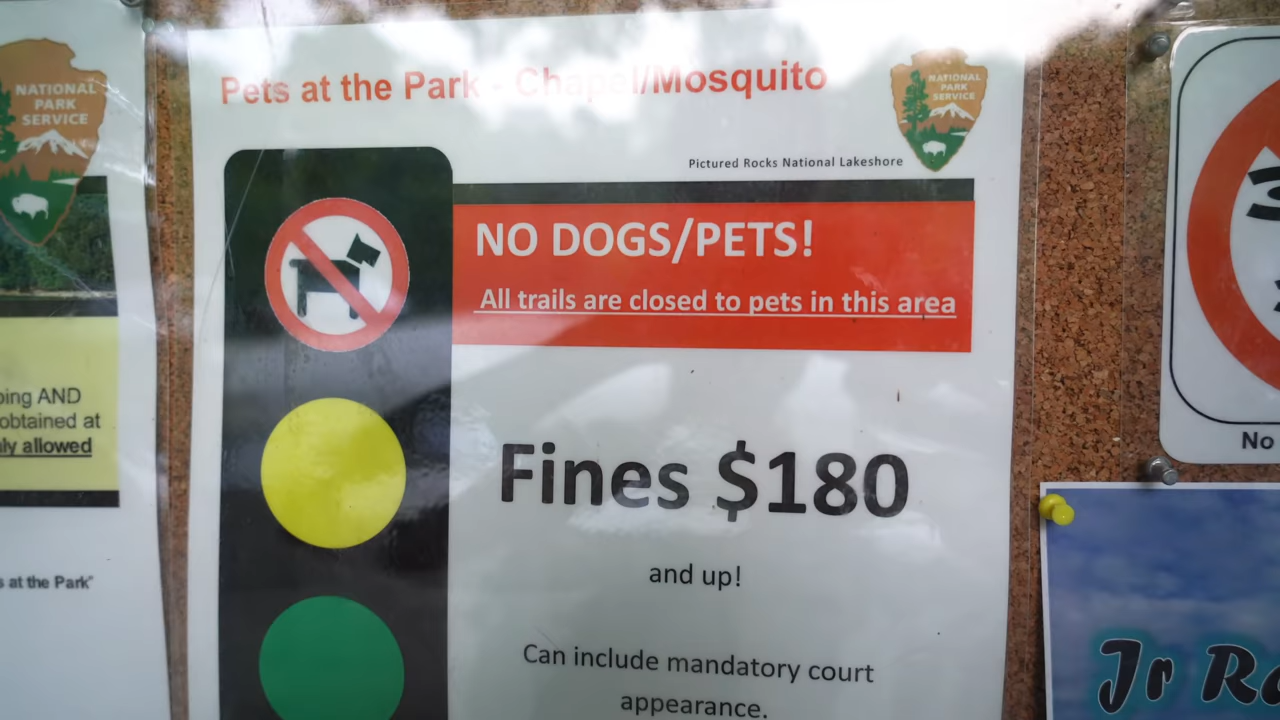 NATIONAL
PARK
SERVICE
AND
obtained at
allowed
at the Park"
Pets at the Park - Chapel/Mosquito
NATIONAL
PARK
SERVICE
Pictured Rocks National Lakeshore
NO DOGS/PETS!
All trails are closed to pets in this area
Fines $180
and up!
Can include mandatory court
appearance.
No
Jr